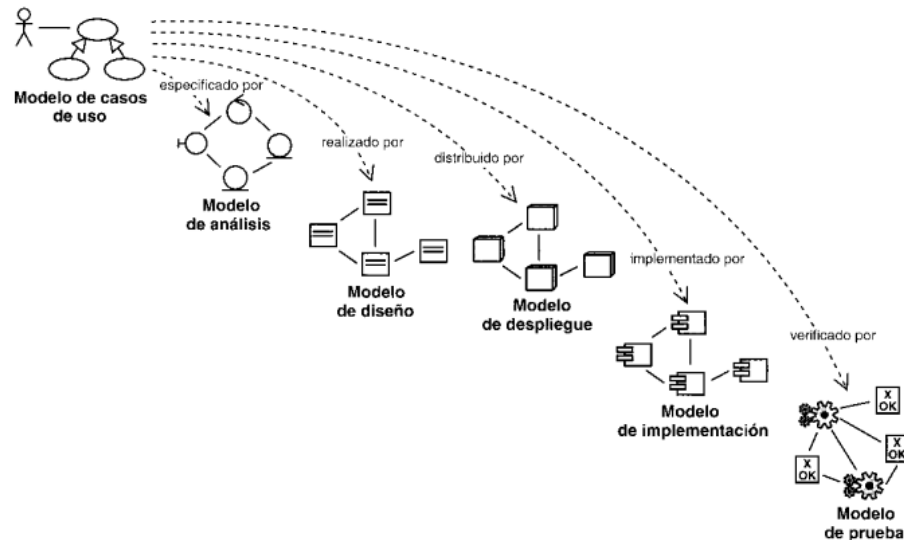 Modelo de casos
de uso
especificado por
Modelo
de análisis
realizado por
Modelo
de diseño
distribuido por
Modelo
de despliegue
implementado por
Modelo
de implementación
verificado por
X
OK
X
OK
X
OK
Modelo
de prueba